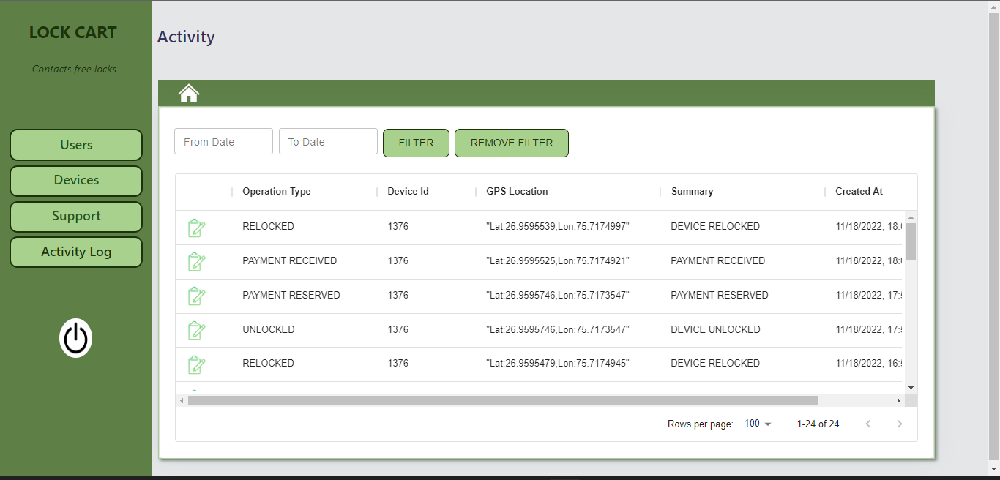 LOCK CART
Contacts free locks
Users
Devices
Support
Activity Log
Activity
From Date To Date FILTER REMOVE FILTER
Operation Type Device Id GPS Location Summary Created At
RELOCKED 1376 "Lat:26.9595539,Lon:75.7174997" DEVICE RELOCKED 11/18/2022, 18:
PAYMENT RECEIVED 1376 "Lat:26.9595525,Lon:75.7174921" PAYMENT RECEIVED 11/18/2022, 18:
PAYMENT RESERVED 1376 "Lat:26.9595746,Lon:75.7173547" PAYMENT RESERVED 11/18/2022, 17:
UNLOCKED 1376 "Lat:26.9595746,Lon:75.7173547" DEVICE UNLOCKED 11/18/2022, 17:
RELOCKED 1376 "Lat:26.9595479,Lon:75.7174945" DEVICE RELOCKED 11/18/2022, 16:
Rows per page: 100 1-24 of 24